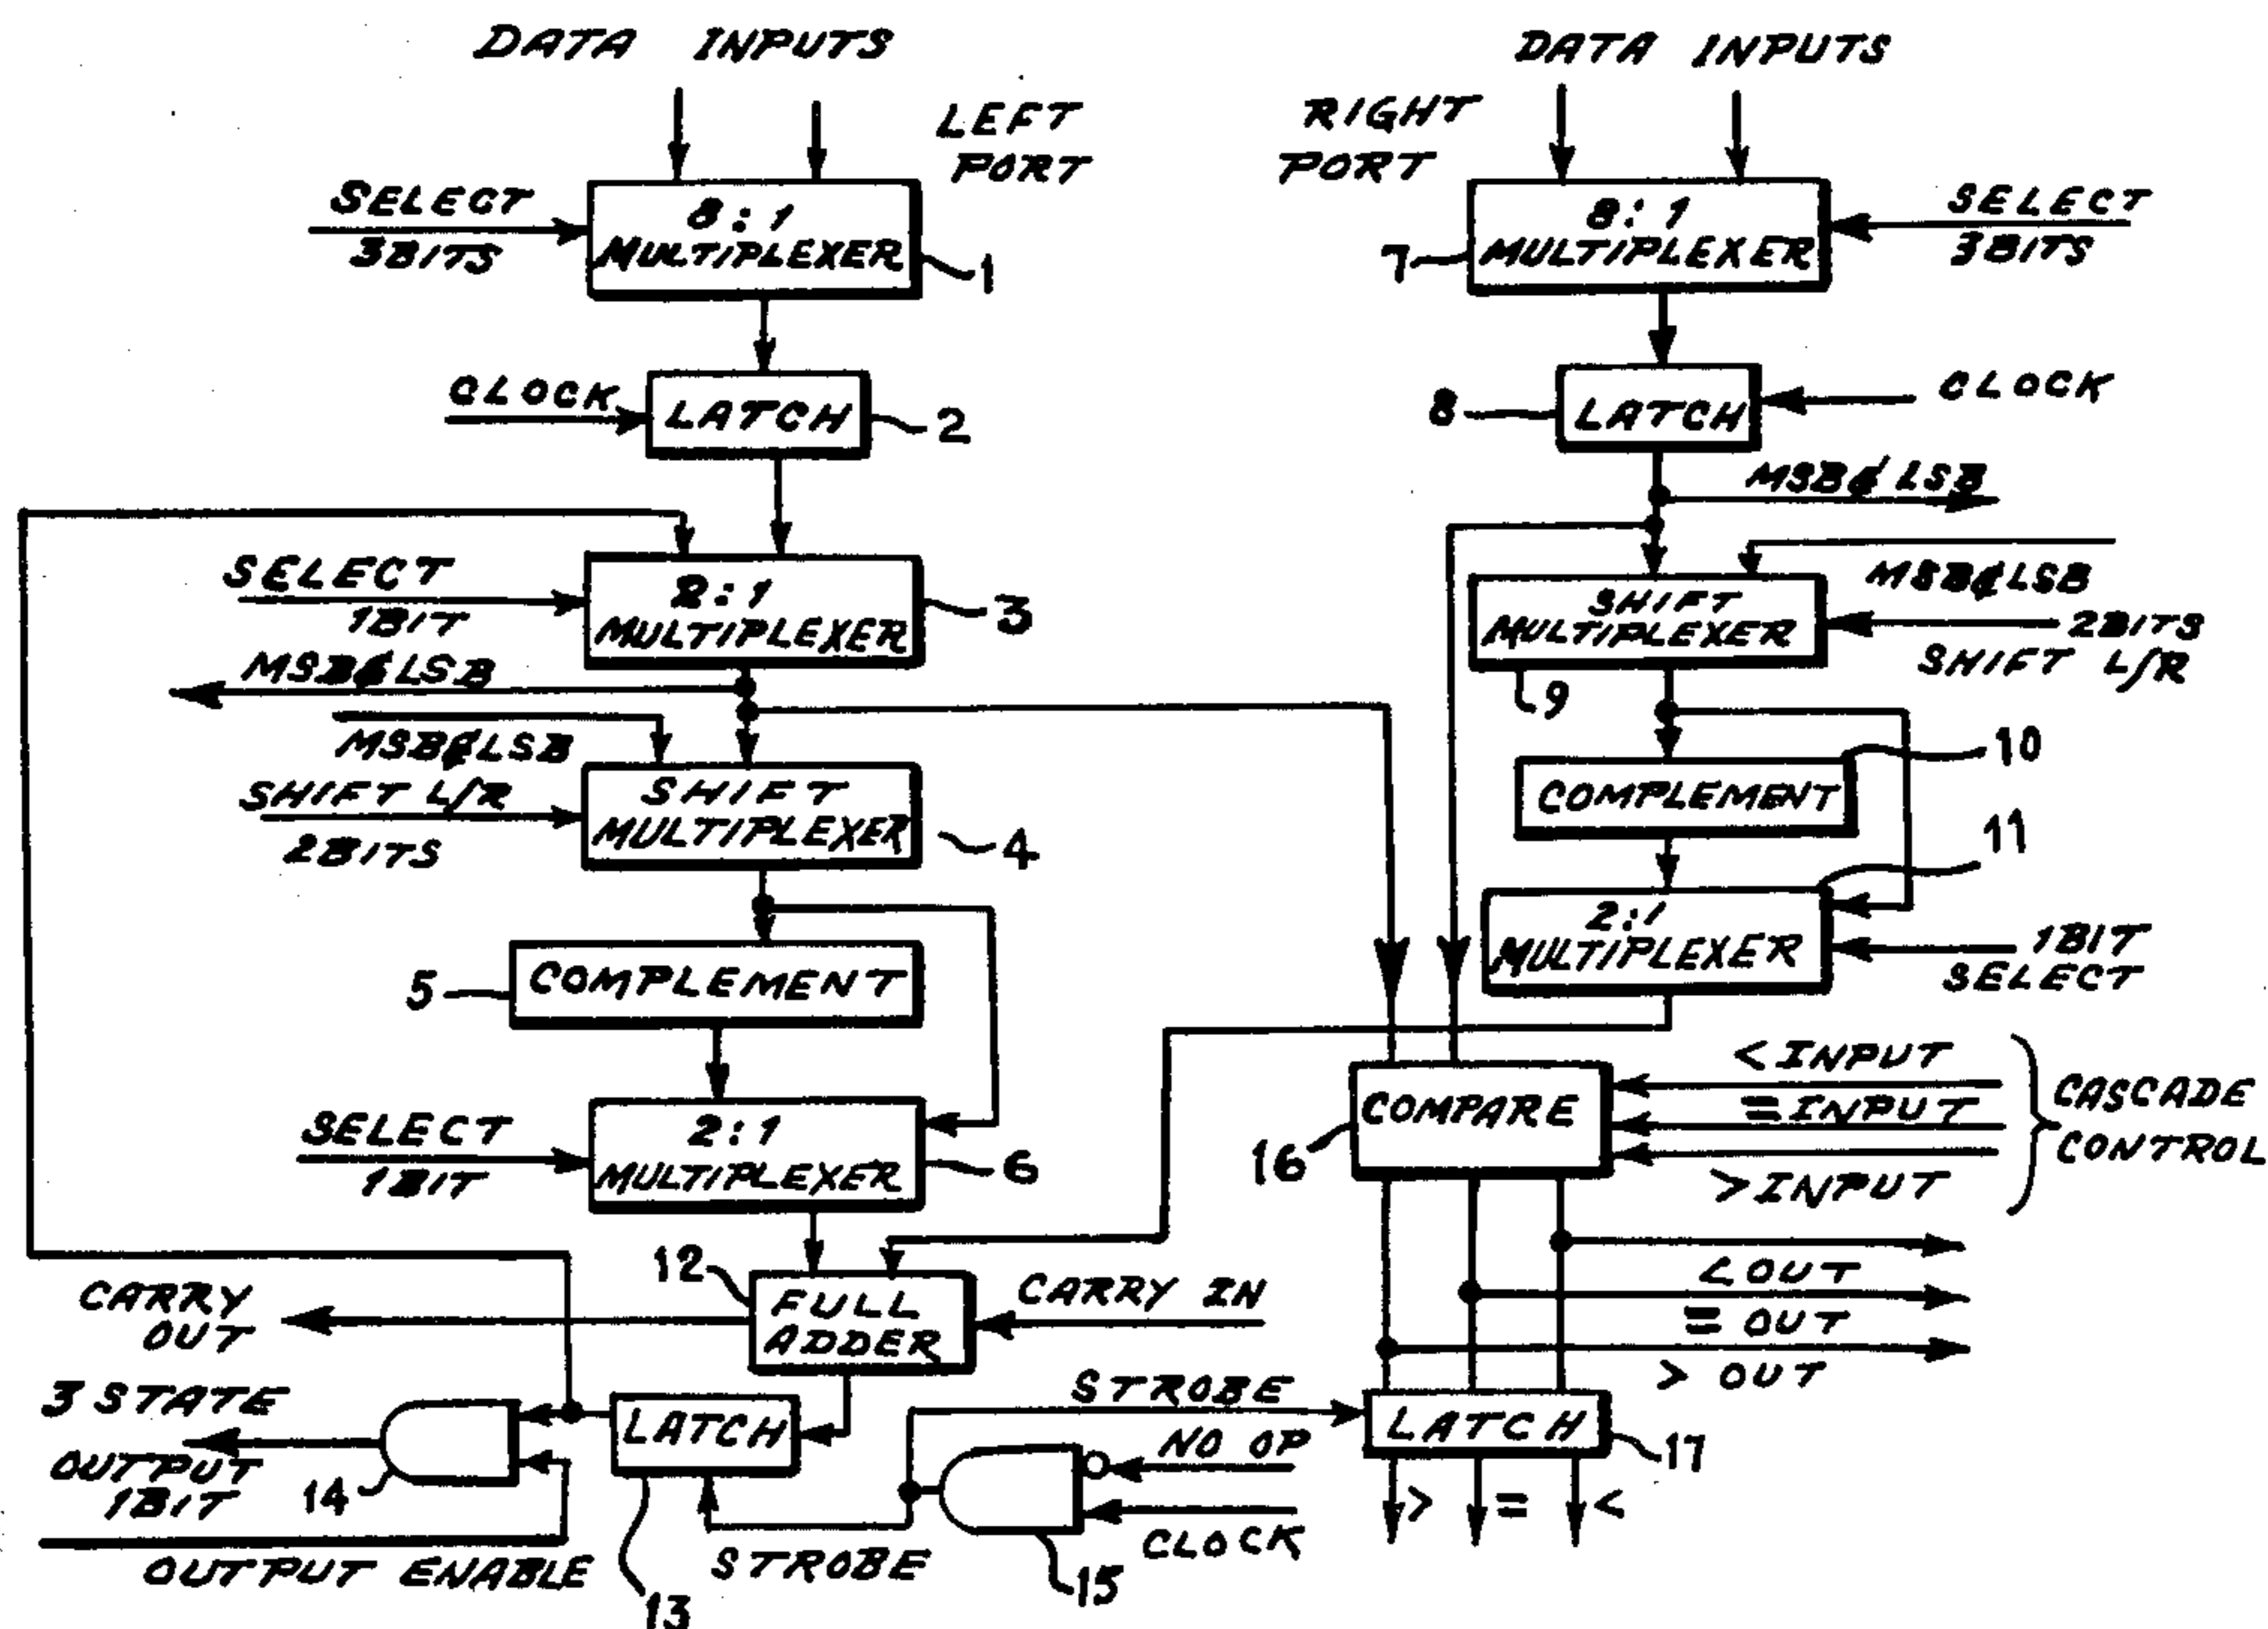 DATA INPUTS
DATA INPUTS
LEFT
PORT
RIGHT
PORT
SELECT
3BITS
8:1
MULTIPLEXER
1
7
8:1
MULTIPLEXER
SELECT
3BITS
CLOCK
LATCH
2
8
LATCH
CLOCK
MSB&LSB
SELECT
1BIT
2:1
MULTIPLEXER
3
MSB&LSB
SHIFT
MULTIPLEXER
2BITS
SHIFT L/R
9
MSB&LSB
MSB&LSB
SHIFT L/R
2BITS
SHIFT
MULTIPLEXER
4
COMPLEMENT
10
11
2:1
MULTIPLEXER
1BIT
SELECT
5
COMPLEMENT
SELECT
1BIT
2:1
MULTIPLEXER
6
16
COMPARE
<INPUT
=INPUT
>INPUT
CASCADE
CONTROL
12
FULL
ADDER
CARRY IN
CARRY
OUT
<OUT
= OUT
> OUT
3 STATE
OUTPUT
1BIT
14
LATCH
13
STROBE
NO OP
CLOCK
15
LATCH
17
> = <
OUTPUT ENABLE
STROBE